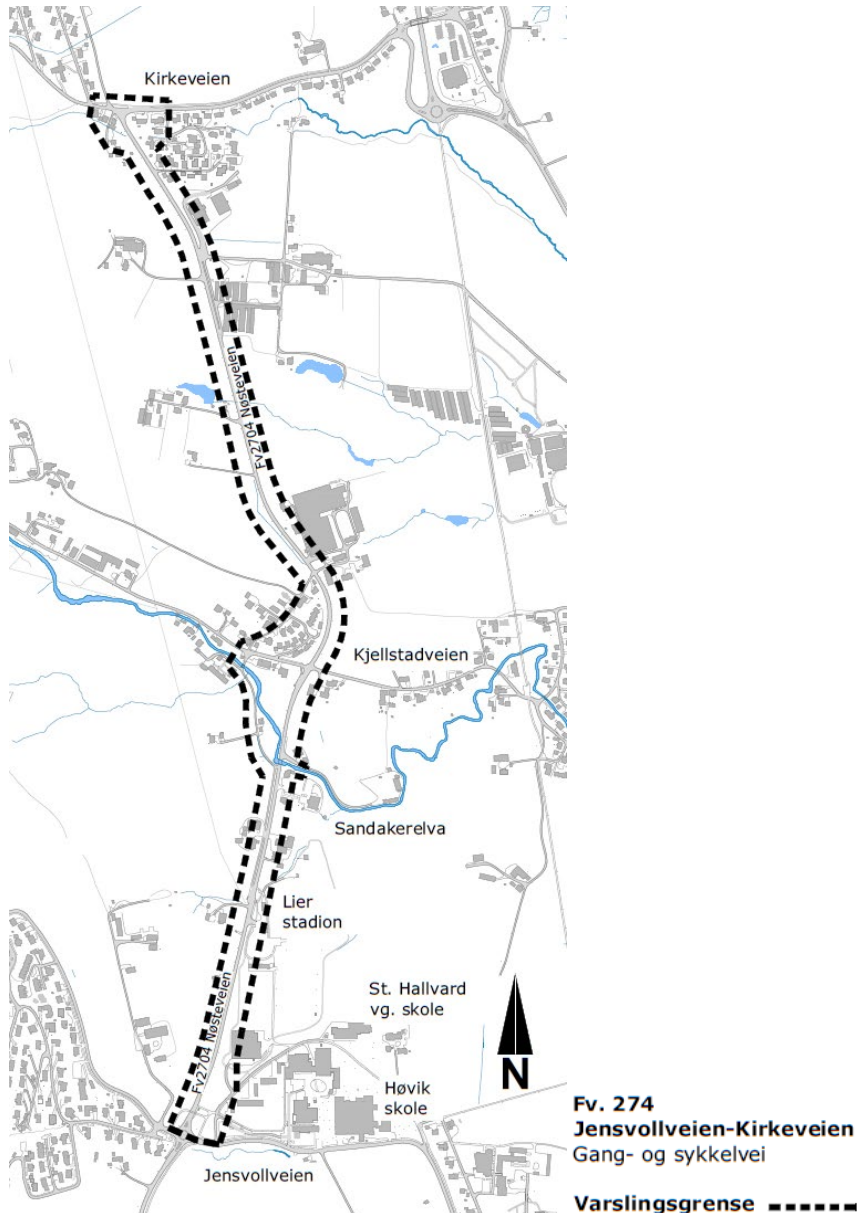 Kirkeveien
Fv2704 Nøsteveien
Kjellstadveien
Sandakerelva
Lier
stadion
St. Hallvard
vg. skole
Fv2704 Nøsteveien
N
Høvik
skole
Jensvollveien
Fv. 274
Jensvollveien-Kirkeveien
Gang- og sykkelvei
Varslingsgrense